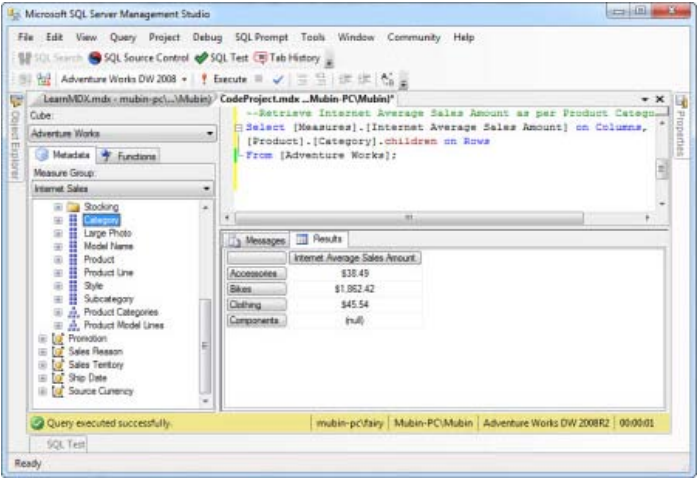 Microsoft SQL Server Management Studio
File Edit View Query Project Debug SQL Prompt Tools Window Community Help
SQL Search SQL Source Control SQL Test Tab History
Adventure Works DW 2008 Execute
LearnMDX.mdx - mubin-pc\...\Mubin) CodeProject.mdx ...Mubin-PC\Mubin)*
Object Explorer
Properties
Cube:
Adventure Works
Metadata Functions
Measure Group:
Internet Sales
Stocking
Category
Large Photo
Model Name
Product
Product Line
Style
Subcategory
Product Categories
Product Model Lines
Promotion
Sales Reason
Sales Territory
Ship Date
Source Currency
--Retrieve Internet Average Sales Amount as per Product Catego
Select [Measures].[Internet Average Sales Amount] on Columns,
[Product].[Category].children on Rows
From [Adventure Works];
Messages Results
Internet Average Sales Amount
Accessories $38.49
Bikes $1,862.42
Clothing $45.54
Components (null)
Query executed successfully. mubin-pc\fairy Mubin-PC\Mubin Adventure Works DW 2008R2 00:00:01
SQL Test
Ready